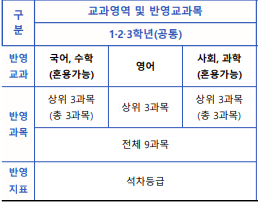 구
분
교과영역 및 반영교과목
1·2·3학년(공통)
반영
교과
국어, 수학
(혼용가능)
영어
사회, 과학
(혼용가능)
반영
과목
상위 3과목
(총 3과목)
상위 3과목
상위 3과목
(총 3과목)
전체 9과목
반영
지표
석차등급